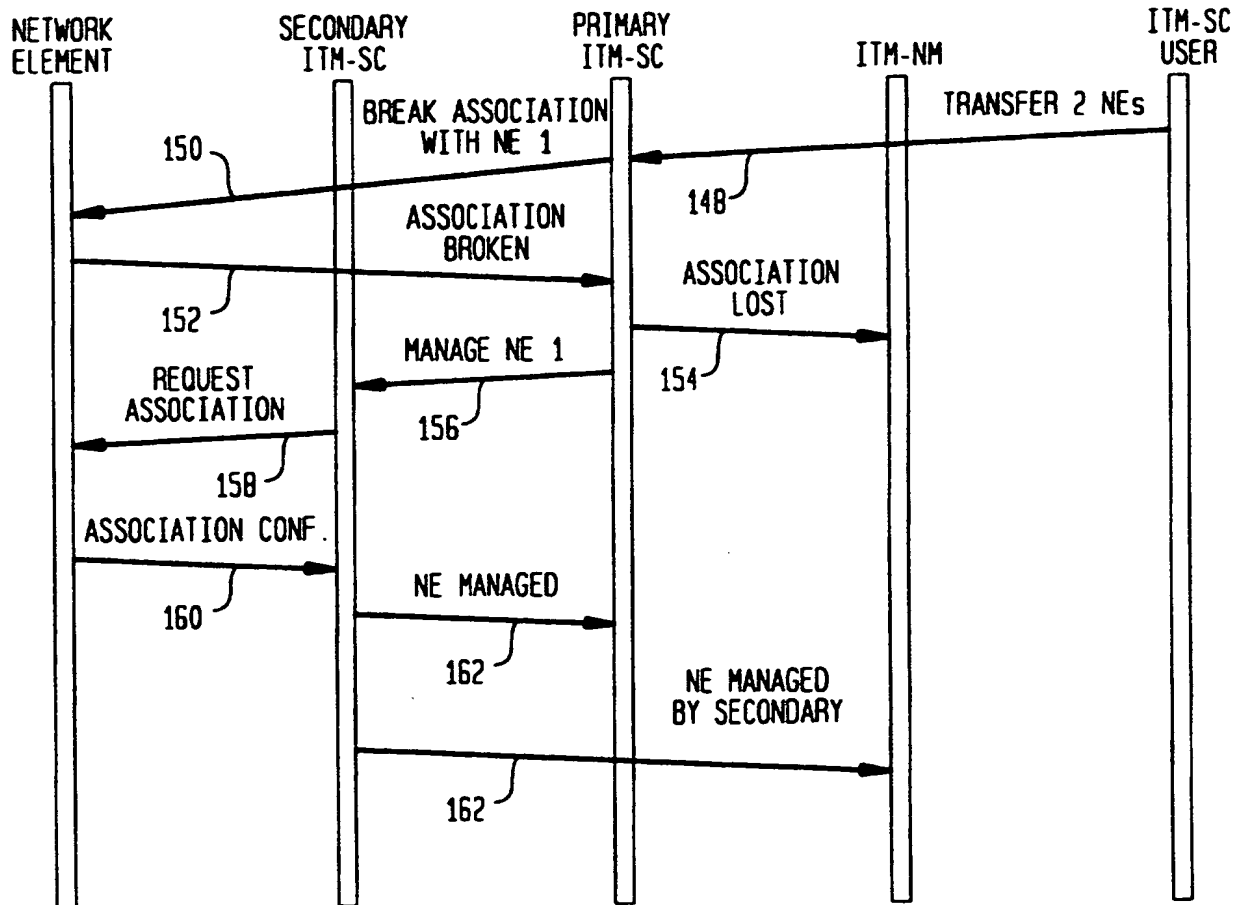 NETWORK
ELEMENT
SECONDARY
ITM-SC
PRIMARY
ITM-SC
ITM-NM
ITM-SC
USER
TRANSFER 2 NEs
148
BREAK ASSOCIATION
WITH NE 1
150
ASSOCIATION
BROKEN
152
ASSOCIATION
LOST
154
MANAGE NE 1
156
REQUEST
ASSOCIATION
158
ASSOCIATION CONF.
160
NE MANAGED
162
NE MANAGED
BY SECONDARY
162